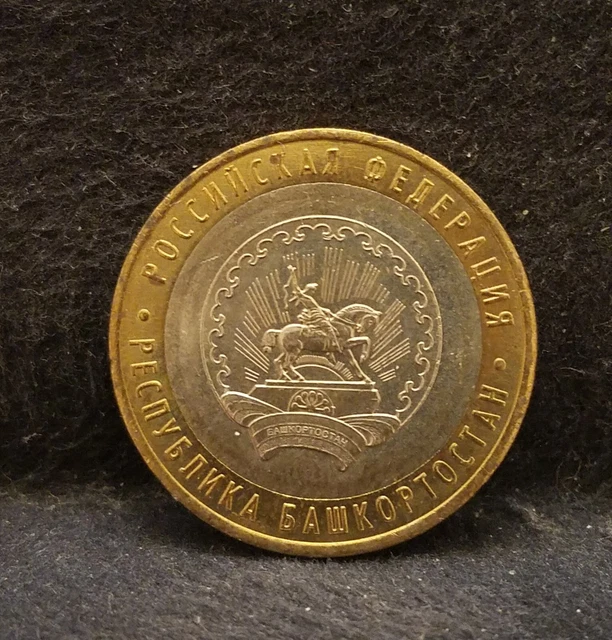 РОССИЙСКАЯ ФЕДЕРАЦИЯ
• РЕСПУБЛИКА БАШКОРТОСТАН •
БАШКОРТОСТАН